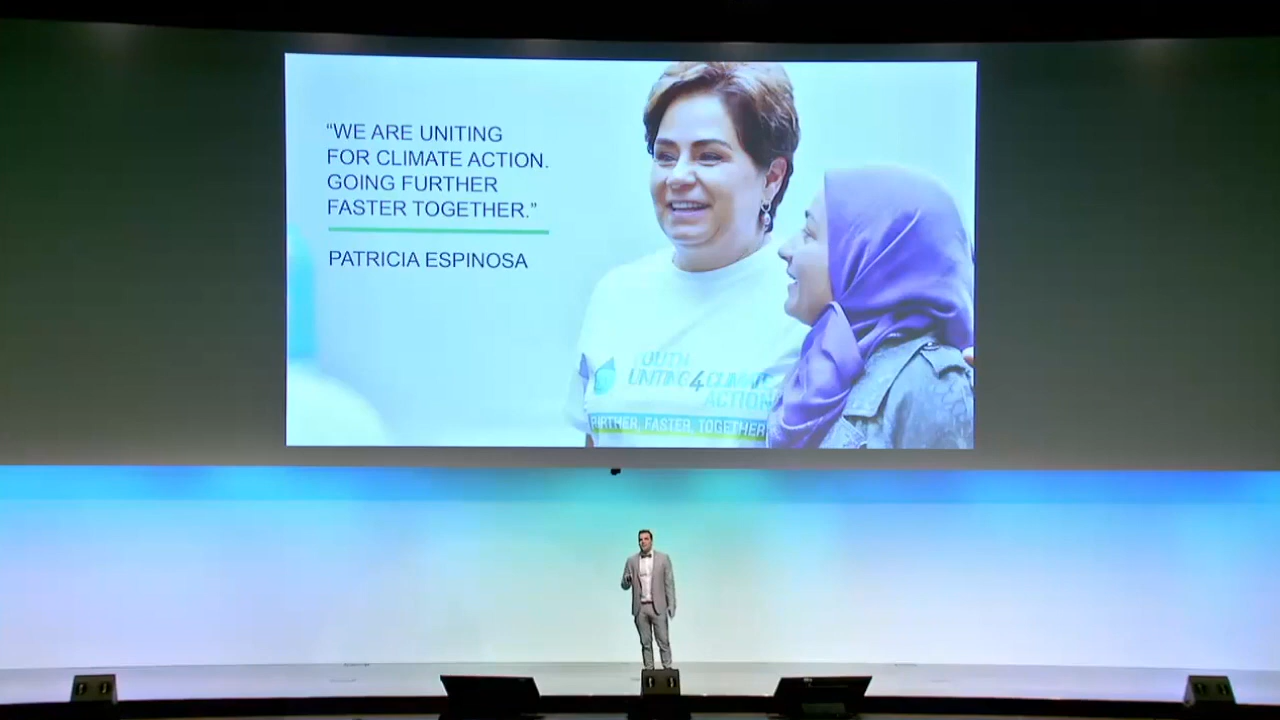 “WE ARE UNITING
FOR CLIMATE ACTION.
GOING FURTHER
FASTER TOGETHER.”
PATRICIA ESPINOSA
YOUTH
UNITING4CLIMATE
ACTION
FURTHER, FASTER, TOGETHER